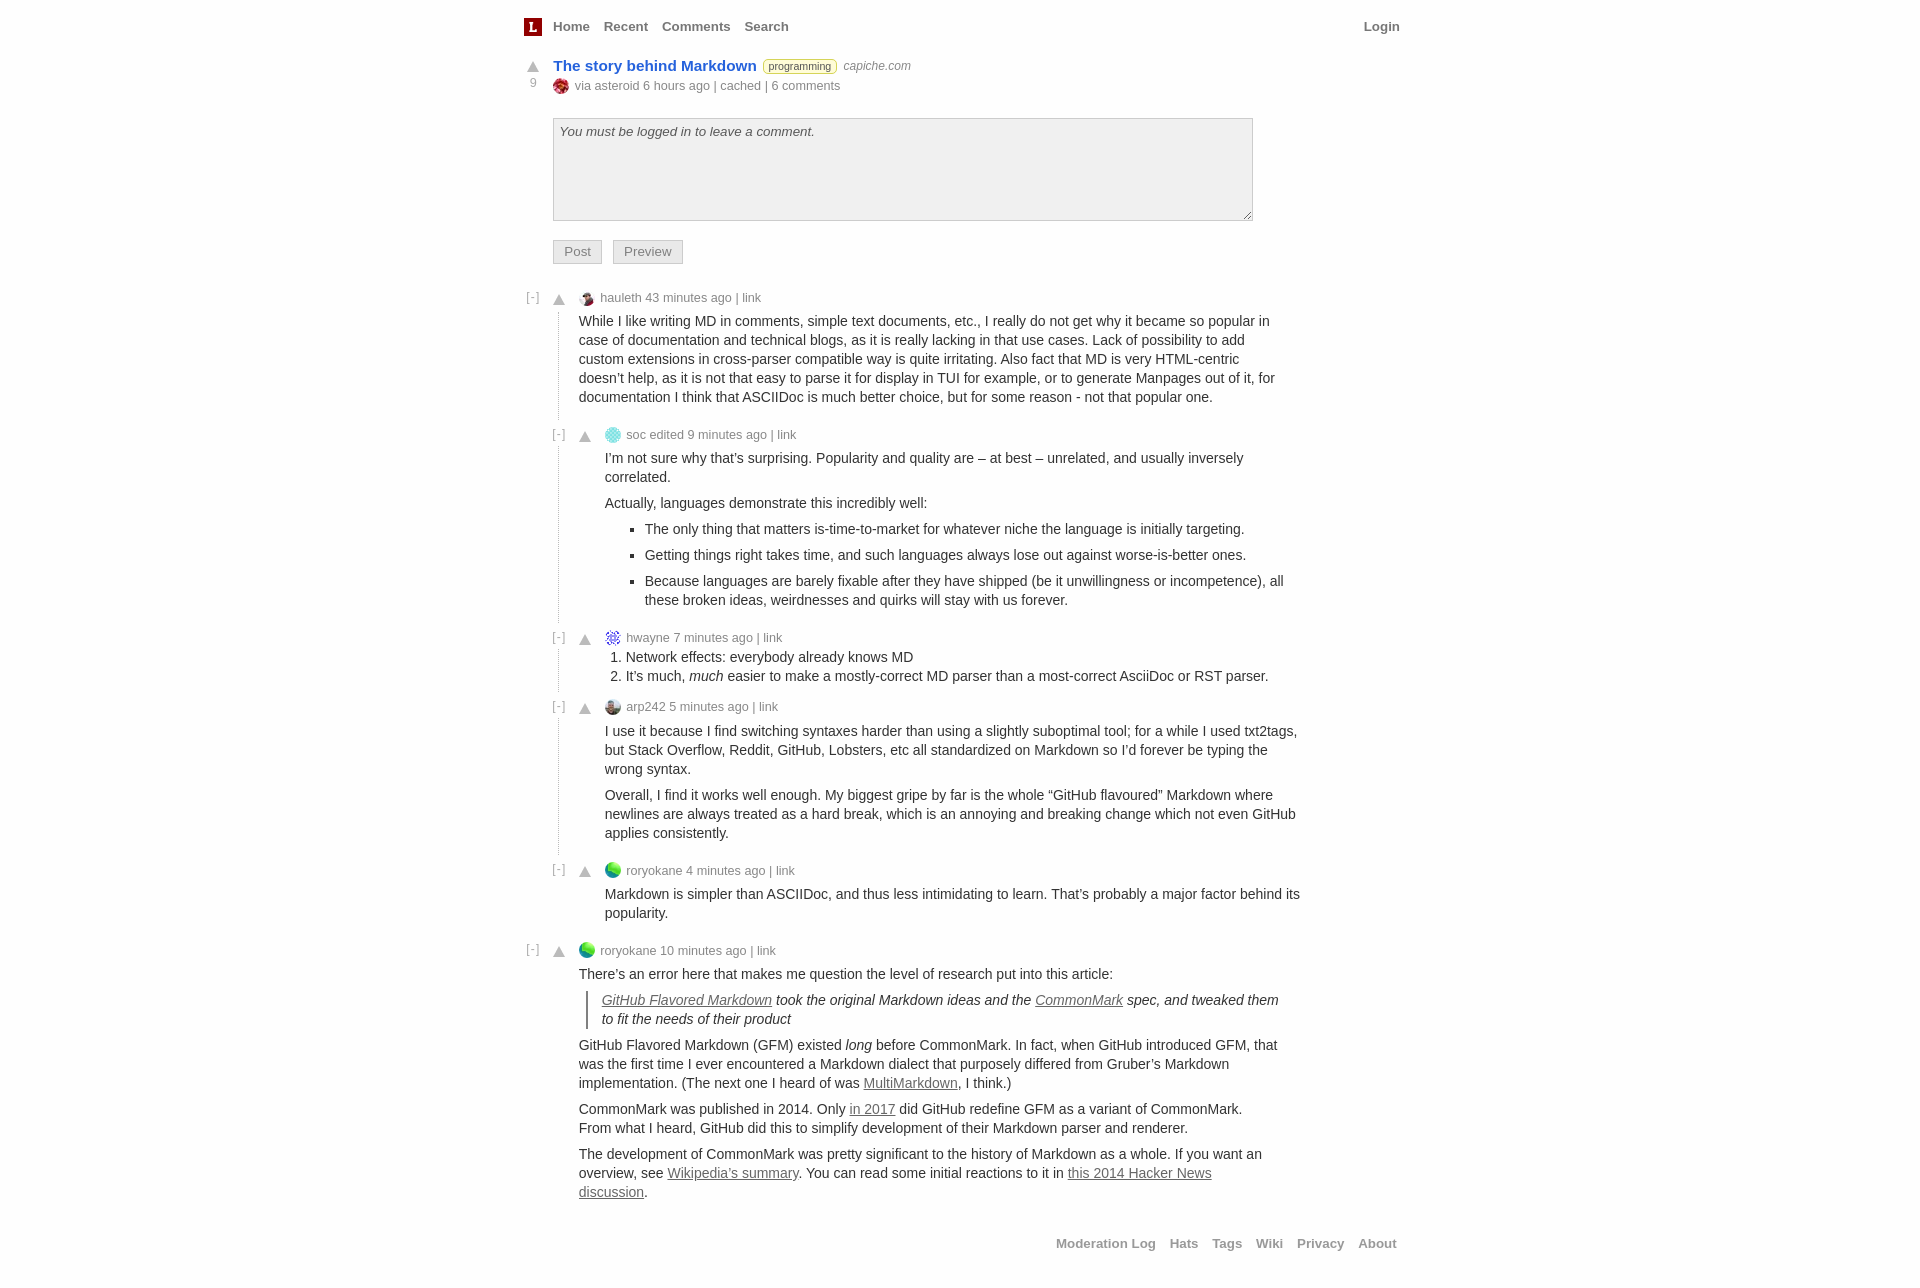 L Home Recent Comments Search Login
The story behind Markdown programming capiche.com
9
via asteroid 6 hours ago | cached | 6 comments
You must be logged in to leave a comment.
Post Preview
[-] hauleth 43 minutes ago | link
While I like writing MD in comments, simple text documents, etc., I really do not get why it became so popular in
case of documentation and technical blogs, as it is really lacking in that use cases. Lack of possibility to add
custom extensions in cross-parser compatible way is quite irritating. Also fact that MD is very HTML-centric
doesn’t help, as it is not that easy to parse it for display in TUI for example, or to generate Manpages out of it, for
documentation I think that ASCIIDoc is much better choice, but for some reason - not that popular one.
[-] soc edited 9 minutes ago | link
I’m not sure why that’s surprising. Popularity and quality are – at best – unrelated, and usually inversely
correlated.
Actually, languages demonstrate this incredibly well:
▪ The only thing that matters is-time-to-market for whatever niche the language is initially targeting.
▪ Getting things right takes time, and such languages always lose out against worse-is-better ones.
▪ Because languages are barely fixable after they have shipped (be it unwillingness or incompetence), all
these broken ideas, weirdnesses and quirks will stay with us forever.
[-] hwayne 7 minutes ago | link
1. Network effects: everybody already knows MD
2. It’s much, much easier to make a mostly-correct MD parser than a most-correct AsciiDoc or RST parser.
[-] arp242 5 minutes ago | link
I use it because I find switching syntaxes harder than using a slightly suboptimal tool; for a while I used txt2tags,
but Stack Overflow, Reddit, GitHub, Lobsters, etc all standardized on Markdown so I’d forever be typing the
wrong syntax.
Overall, I find it works well enough. My biggest gripe by far is the whole “GitHub flavoured” Markdown where
newlines are always treated as a hard break, which is an annoying and breaking change which not even GitHub
applies consistently.
[-] roryokane 4 minutes ago | link
Markdown is simpler than ASCIIDoc, and thus less intimidating to learn. That’s probably a major factor behind its
popularity.
[-] roryokane 10 minutes ago | link
There’s an error here that makes me question the level of research put into this article:
GitHub Flavored Markdown took the original Markdown ideas and the CommonMark spec, and tweaked them
to fit the needs of their product
GitHub Flavored Markdown (GFM) existed long before CommonMark. In fact, when GitHub introduced GFM, that
was the first time I ever encountered a Markdown dialect that purposely differed from Gruber’s Markdown
implementation. (The next one I heard of was MultiMarkdown, I think.)
CommonMark was published in 2014. Only in 2017 did GitHub redefine GFM as a variant of CommonMark.
From what I heard, GitHub did this to simplify development of their Markdown parser and renderer.
The development of CommonMark was pretty significant to the history of Markdown as a whole. If you want an
overview, see Wikipedia’s summary. You can read some initial reactions to it in this 2014 Hacker News
discussion.
Moderation Log Hats Tags Wiki Privacy About